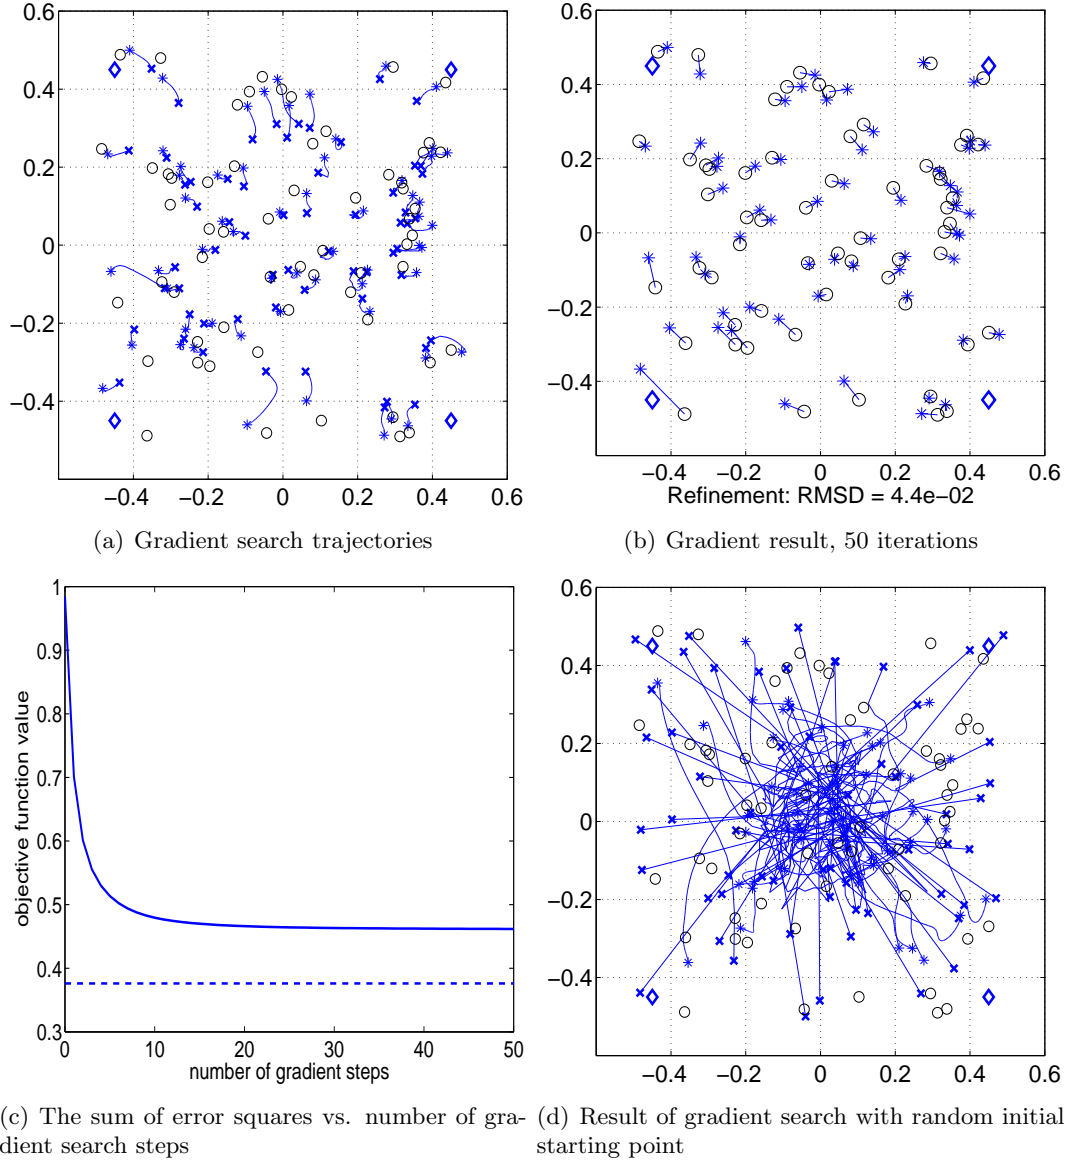 0.6
0.4
0.2
0
−0.2
−0.4
−0.4 −0.2 0 0.2 0.4 0.6
(a) Gradient search trajectories
0.6
0.4
0.2
0
−0.2
−0.4
−0.4 −0.2 0 0.2 0.4 0.6
Refinement: RMSD = 4.4e−02
(b) Gradient result, 50 iterations
1
0.9
0.8
0.7
0.6
0.5
0.4
0.3
objective function value
0 10 20 30 40 50
number of gradient steps
(c) The sum of error squares vs. number of gra-
dient search steps
0.6
0.4
0.2
0
−0.2
−0.4
−0.4 −0.2 0 0.2 0.4 0.6
(d) Result of gradient search with random initial
starting point